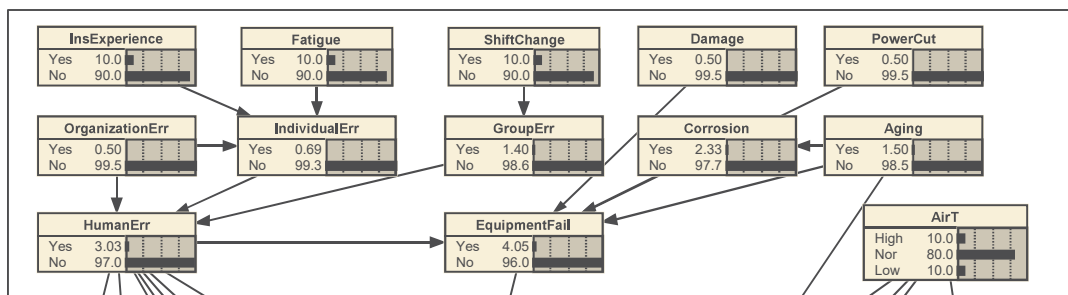 InsExperience
Yes 10.0
No 90.0
Fatigue
Yes 10.0
No 90.0
ShiftChange
Yes 10.0
No 90.0
Damage
Yes 0.50
No 99.5
PowerCut
Yes 0.50
No 99.5
OrganizationErr
Yes 0.50
No 99.5
IndividualErr
Yes 0.69
No 99.3
GroupErr
Yes 1.40
No 98.6
Corrosion
Yes 2.33
No 97.7
Aging
Yes 1.50
No 98.5
HumanErr
Yes 3.03
No 97.0
EquipmentFail
Yes 4.05
No 96.0
AirT
High 10.0
Nor 80.0
Low 10.0